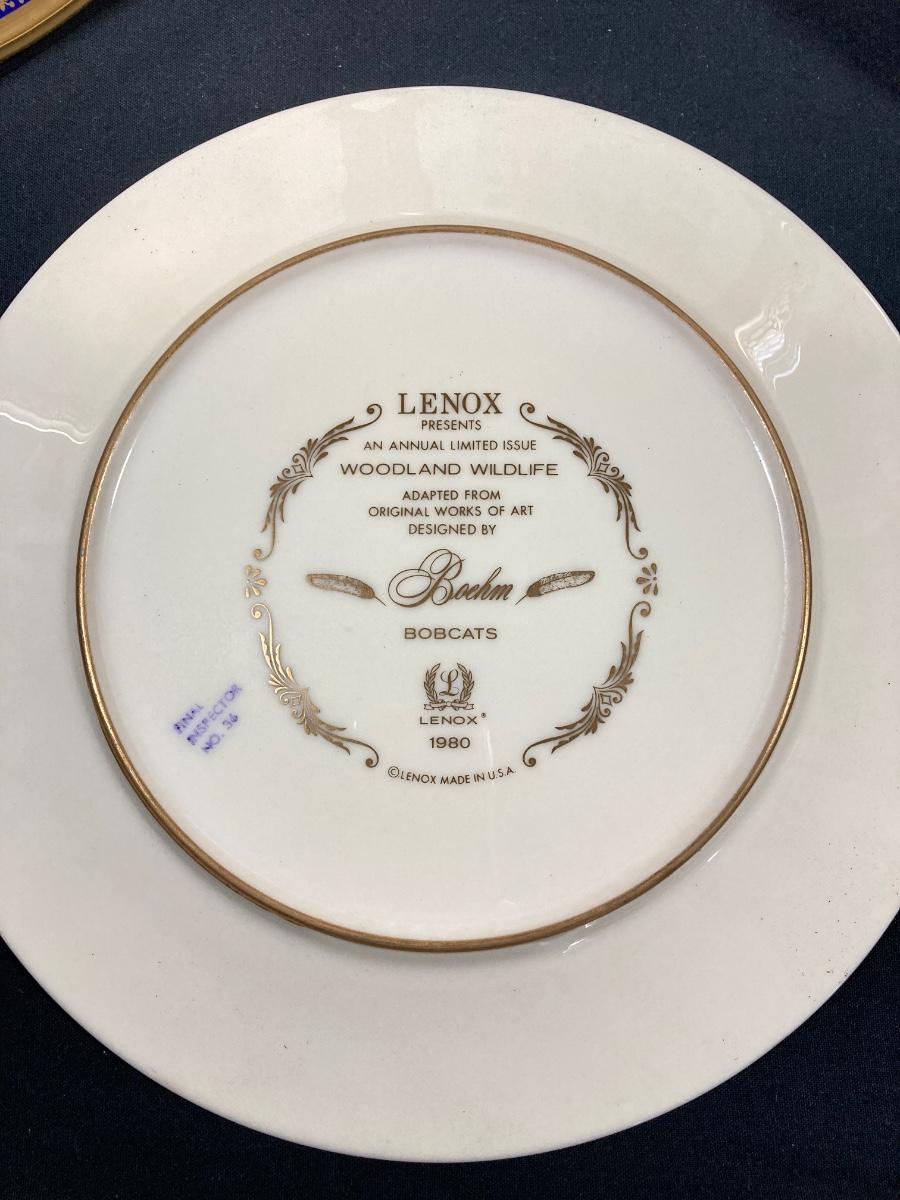 LENOX
PRESENTS
AN ANNUAL LIMITED ISSUE
WOODLAND WILDLIFE
ADAPTED FROM
ORIGINAL WORKS OF ART
DESIGNED BY
Boehm
BOBCATS
L
LENOX®
1980
©LENOX MADE IN U.S.A.
FINAL
INSPECTOR
NO. 36